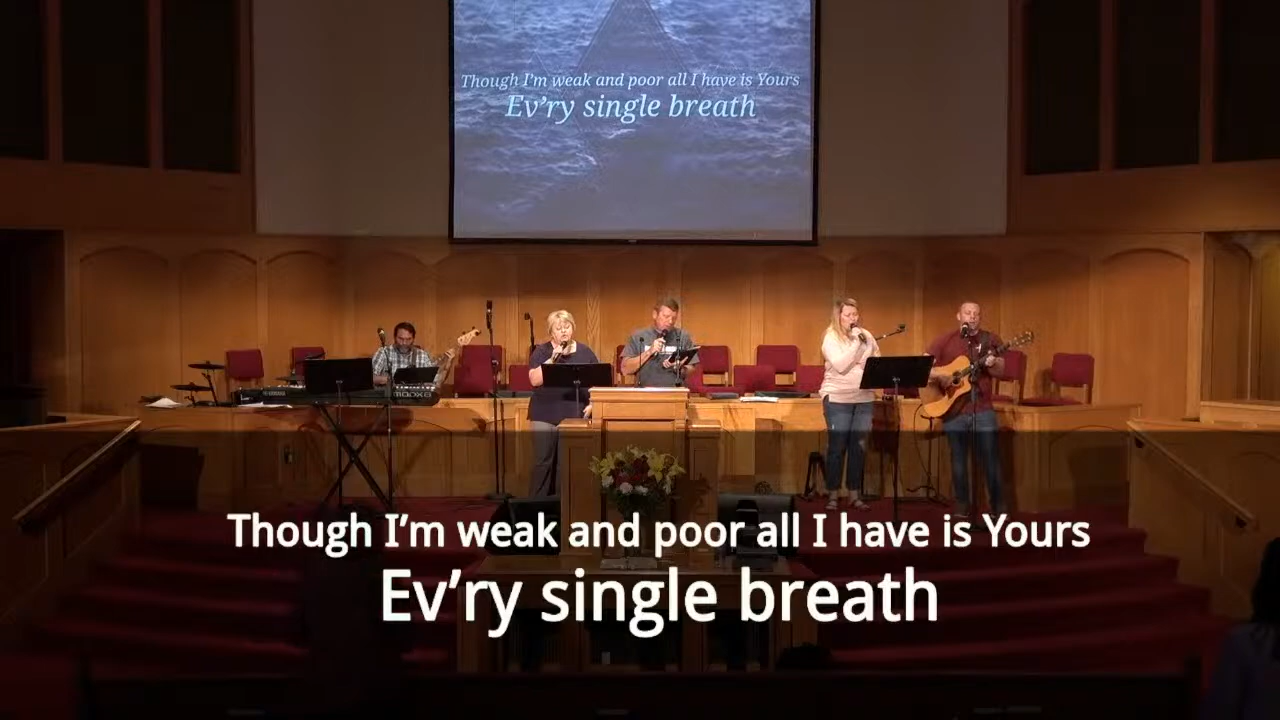 Though I'm weak and poor all I have is Yours
Ev'ry single breath
MODX8
Though I’m weak and poor all I have is Yours
Ev’ry single breath